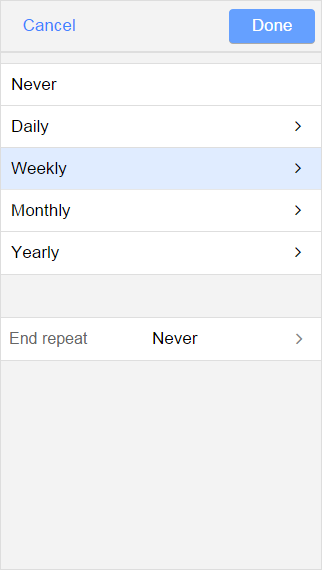 Cancel Done
Never
Daily
Weekly
Monthly
Yearly
End repeat Never